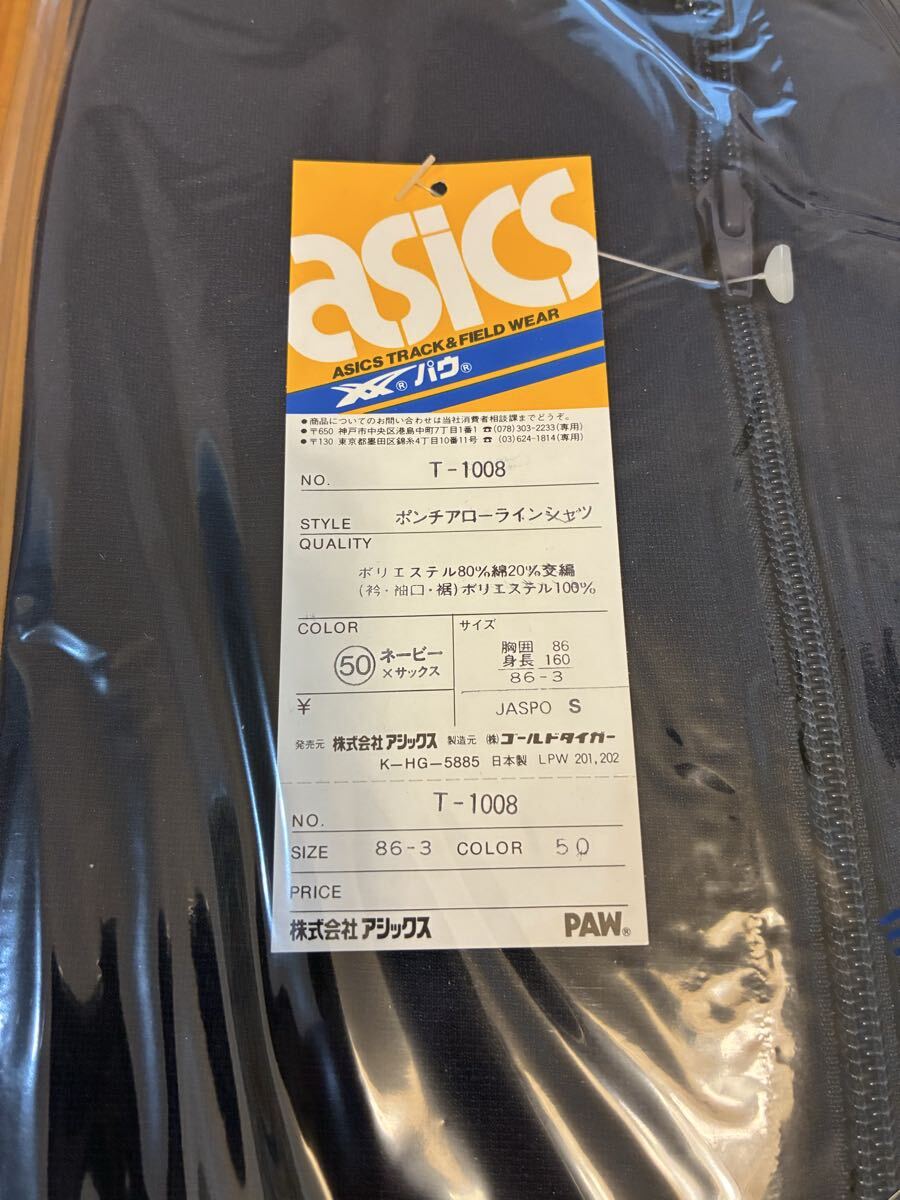 asics
ASICS TRACK & FIELD WEAR
® パウ®
●商品についてのお問い合わせは当社消費者相談課までどうぞ。
●〒650 神戸市中央区港島中町7丁目1番1 ☎(078)303-2233(専用)
●〒130 東京都墨田区錦糸4丁目10番11号 ☎(03)624-1814(専用)
NO. T-1008
STYLE ポンチアローラインシャツ
QUALITY
ポリエステル80%綿20%交編
(衿・袖口・裾)ポリエステル100%
COLOR
50 ネービー
×サックス
サイズ
胸囲 86
身長 160
86-3
¥
JASPO S
発売元 株式会社アシックス 製造元 (株)ゴールドタイガー
K-HG-5885 日本製 LPW 201,202
NO. T-1008
SIZE 86-3 COLOR 50
PRICE
株式会社アシックス PAW®